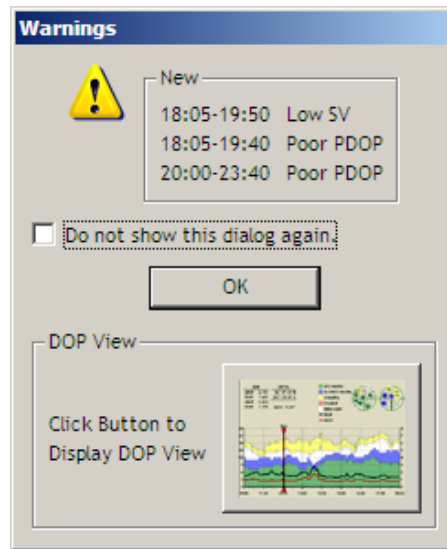 Warnings
New
18:05-19:50 Low SV
18:05-19:40 Poor PDOP
20:00-23:40 Poor PDOP
Do not show this dialog again.
OK
DOP View
Click Button to
Display DOP View